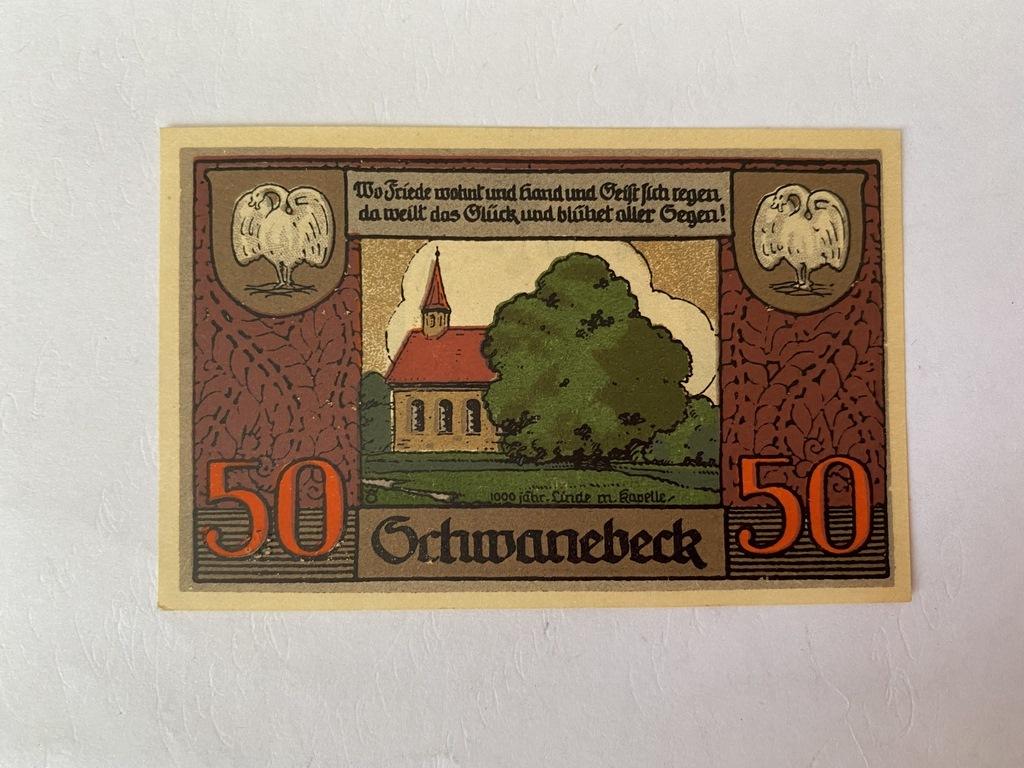 Wo Friede wohnt und Hand und Geist sich regen
da weilt das Glück und blühet aller Segen!
1000 jähr. Linde m. Kapelle
50
Schwanebeck
50